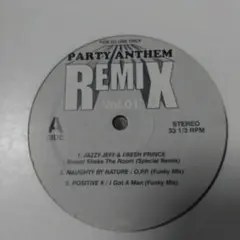 PARTY ANTHEM
REMIX
A
STEREO
33 1/3 RPM
1. JAZZY JEFF & FRESH PRINCE
Shake The Room (Special Remix)
2. NAUGHTY BY NATURE / O.P.P. (Funky Mix)
3. POSITIVE K / I Got A Man (Funky Mix)